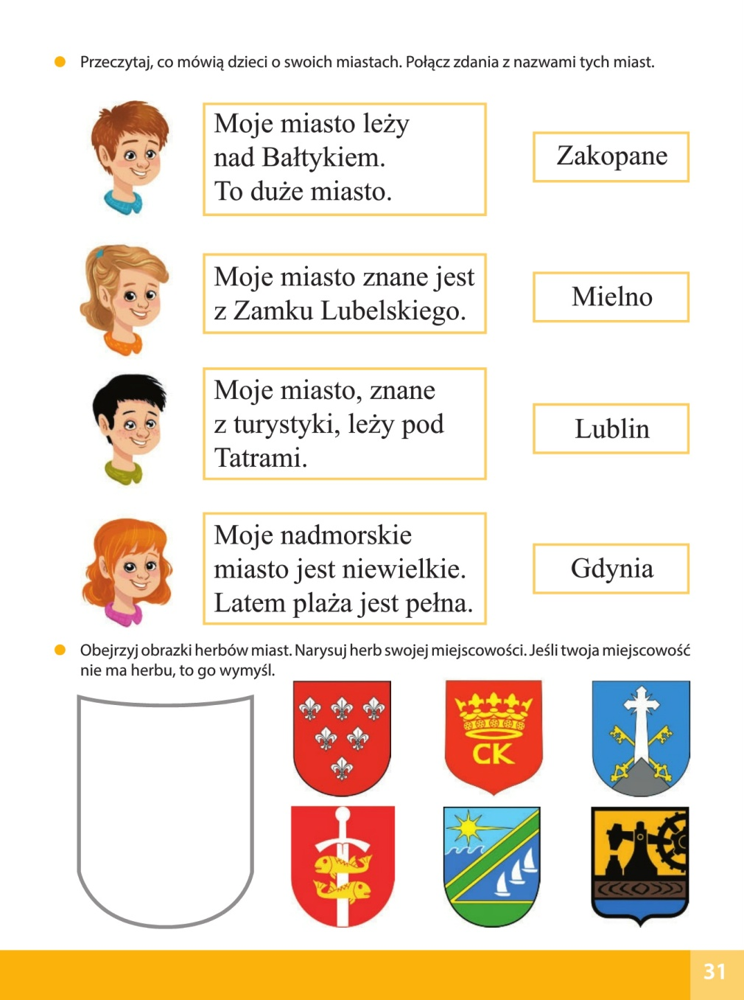 Przeczytaj, co mówią dzieci o swoich miastach. Połącz zdania z nazwami tych miast.
Moje miasto leży
nad Bałtykiem.
To duże miasto.
Zakopane
Moje miasto znane jest
z Zamku Lubelskiego.
Mielno
Moje miasto, znane
z turystyki, leży pod
Tatrami.
Lublin
Moje nadmorskie
miasto jest niewielkie.
Latem plaża jest pełna.
Gdynia
Obejrzyj obrazki herbów miast. Narysuj herb swojej miejscowości. Jeśli twoja miejscowość
nie ma herbu, to go wymyśl.
CK
31